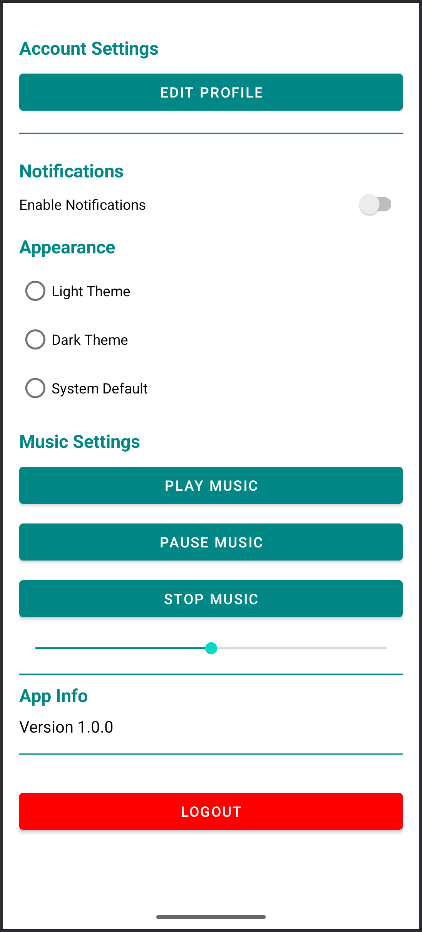 Account Settings
EDIT PROFILE
Notifications
Enable Notifications
Appearance
Light Theme
Dark Theme
System Default
Music Settings
PLAY MUSIC
PAUSE MUSIC
STOP MUSIC
App Info
Version 1.0.0
LOGOUT